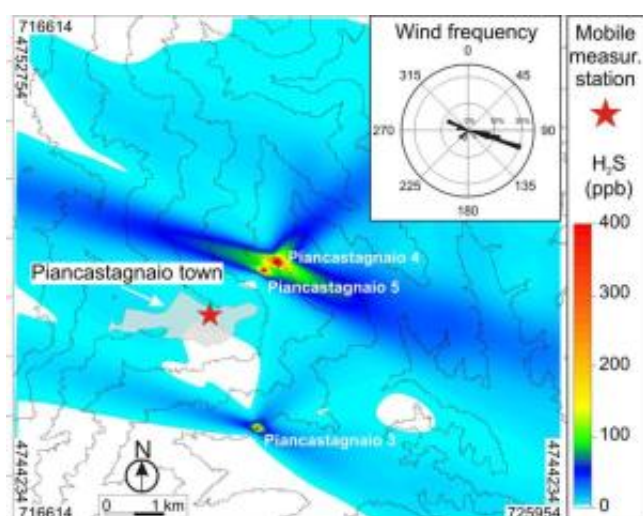 716614
4752754
Wind frequency
0
315
45
270
90
225
135
180
Mobile
measur.
station
H₂S
(ppb)
400
300
200
100
0
Piancastagnaio 4
Piancastagnaio town
Piancastagnaio 5
Piancastagnaio 3
N
0 1 km
4744234
716614
4744234
725954